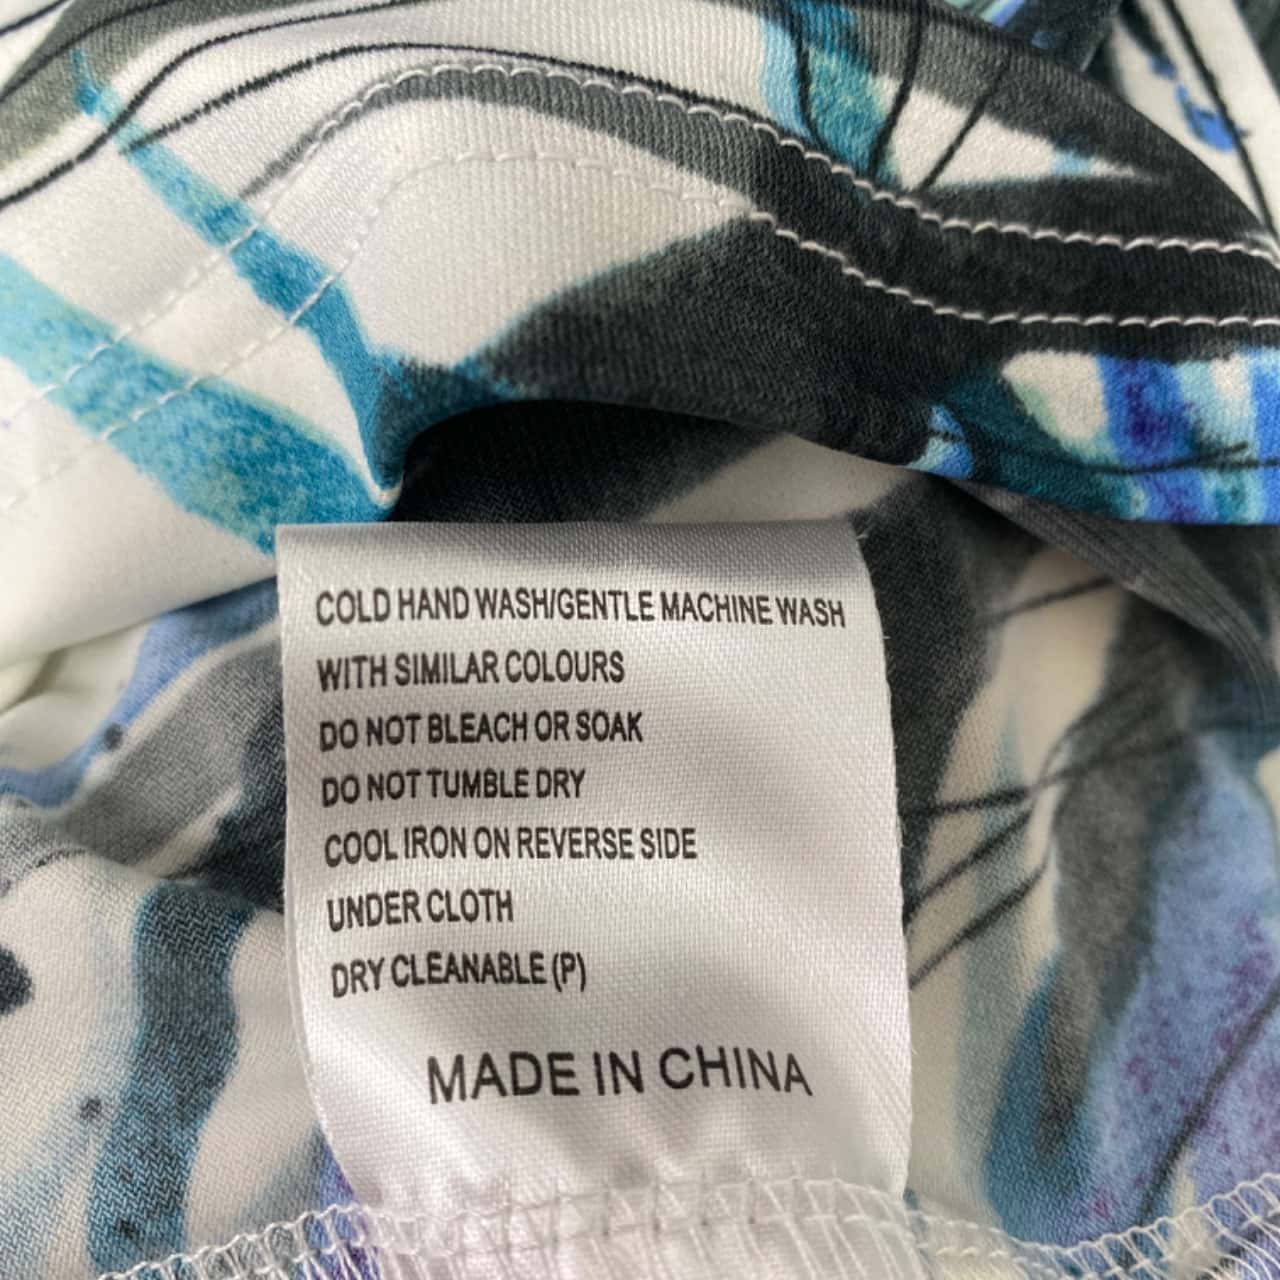 COLD HAND WASH/GENTLE MACHINE WASH
WITH SIMILAR COLOURS
DO NOT BLEACH OR SOAK
DO NOT TUMBLE DRY
COOL IRON ON REVERSE SIDE
UNDER CLOTH
DRY CLEANABLE (P)
MADE IN CHINA